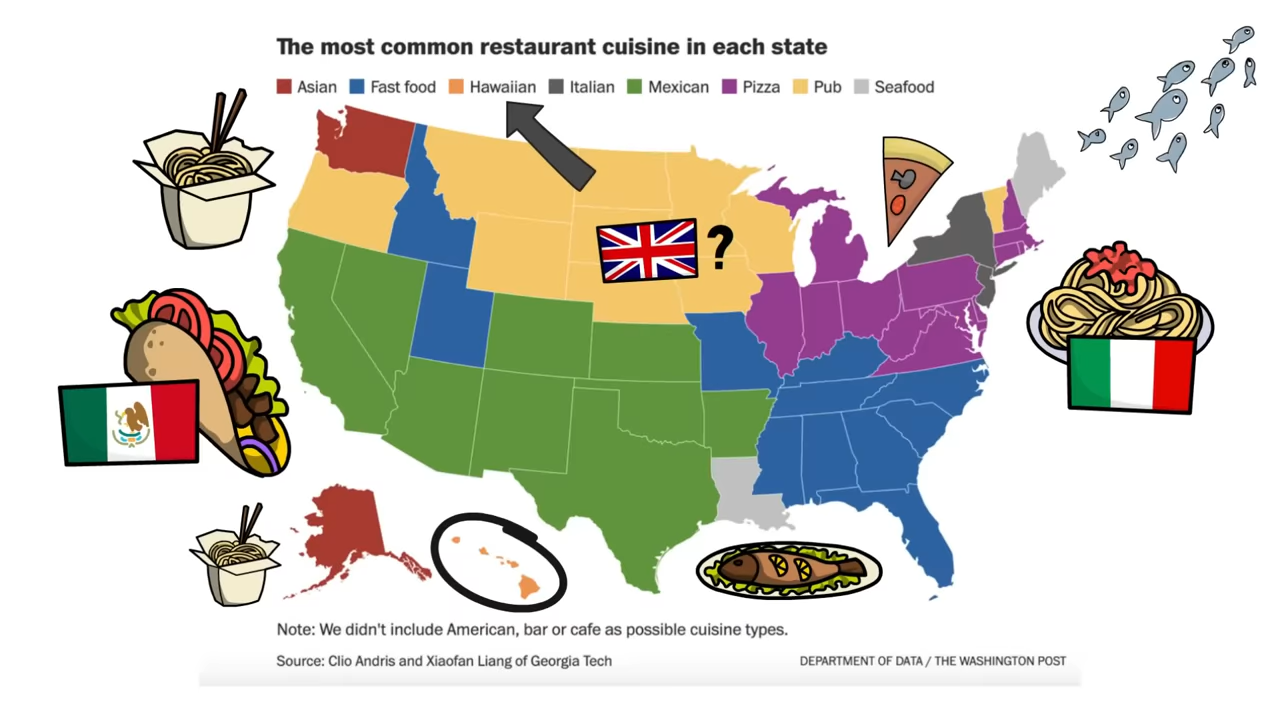 The most common restaurant cuisine in each state
Asian Fast food Hawaiian Italian Mexican Pizza Pub Seafood
?
Note: We didn't include American, bar or cafe as possible cuisine types.
Source: Clio Andris and Xiaofan Liang of Georgia Tech
DEPARTMENT OF DATA / THE WASHINGTON POST